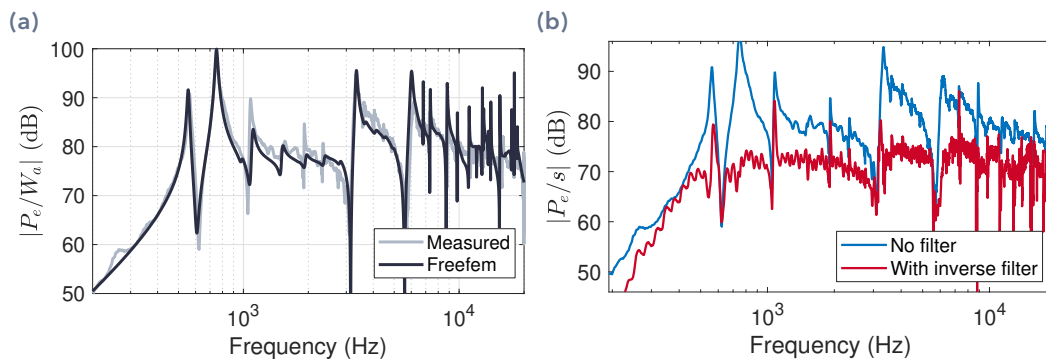 (a)
100
90
80
70
60
50
|P_e/W_a| (dB)
10^3
10^4
Frequency (Hz)
Measured
Freefem
(b)
90
80
70
60
50
|P_e/s| (dB)
10^3
10^4
Frequency (Hz)
No filter
With inverse filter